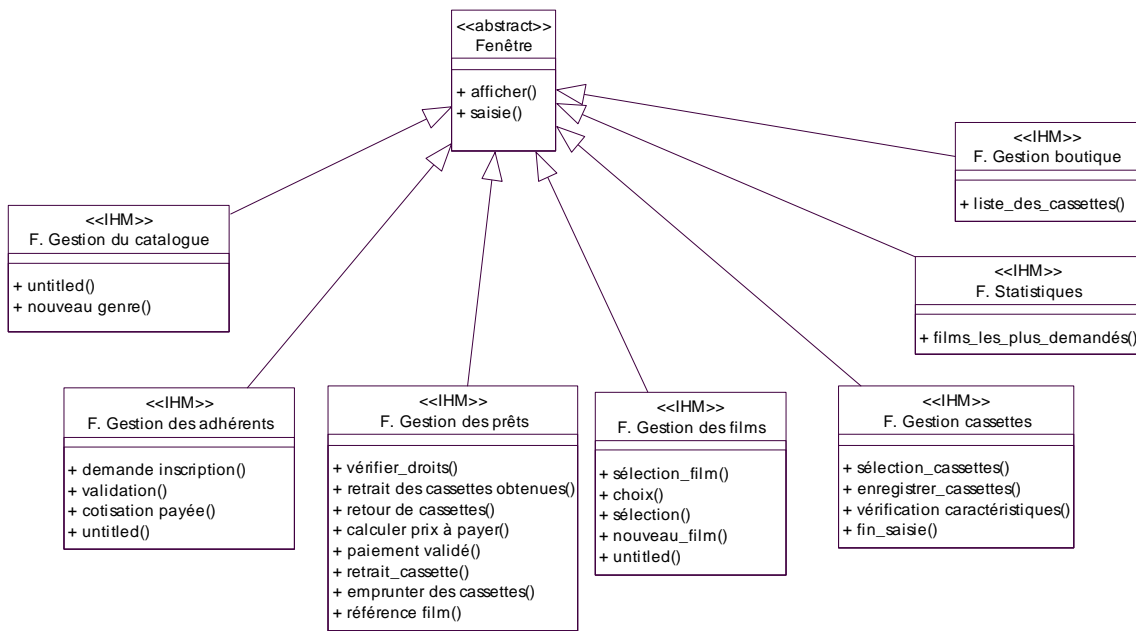 <<abstract>>
Fenêtre
+ afficher()
+ saisie()
<<IHM>>
F. Gestion boutique
+ liste_des_cassettes()
<<IHM>>
F. Gestion du catalogue
+ untitled()
+ nouveau genre()
<<IHM>>
F. Statistiques
+ films_les_plus_demandés()
<<IHM>>
F. Gestion des adhérents
+ demande inscription()
+ validation()
+ cotisation payée()
+ untitled()
<<IHM>>
F. Gestion des prêts
+ vérifier_droits()
+ retrait des cassettes obtenues()
+ retour de cassettes()
+ calculer prix à payer()
+ paiement validé()
+ retrait_cassette()
+ emprunter des cassettes()
+ référence film()
<<IHM>>
F. Gestion des films
+ sélection_film()
+ choix()
+ sélection()
+ nouveau_film()
+ untitled()
<<IHM>>
F. Gestion cassettes
+ sélection_cassettes()
+ enregistrer_cassettes()
+ vérification caractéristiques()
+ fin_saisie()